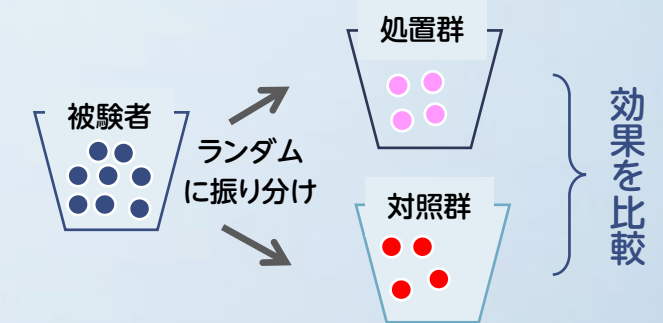 被験者
ランダム
に振り分け
処置群
対照群
効果を比較